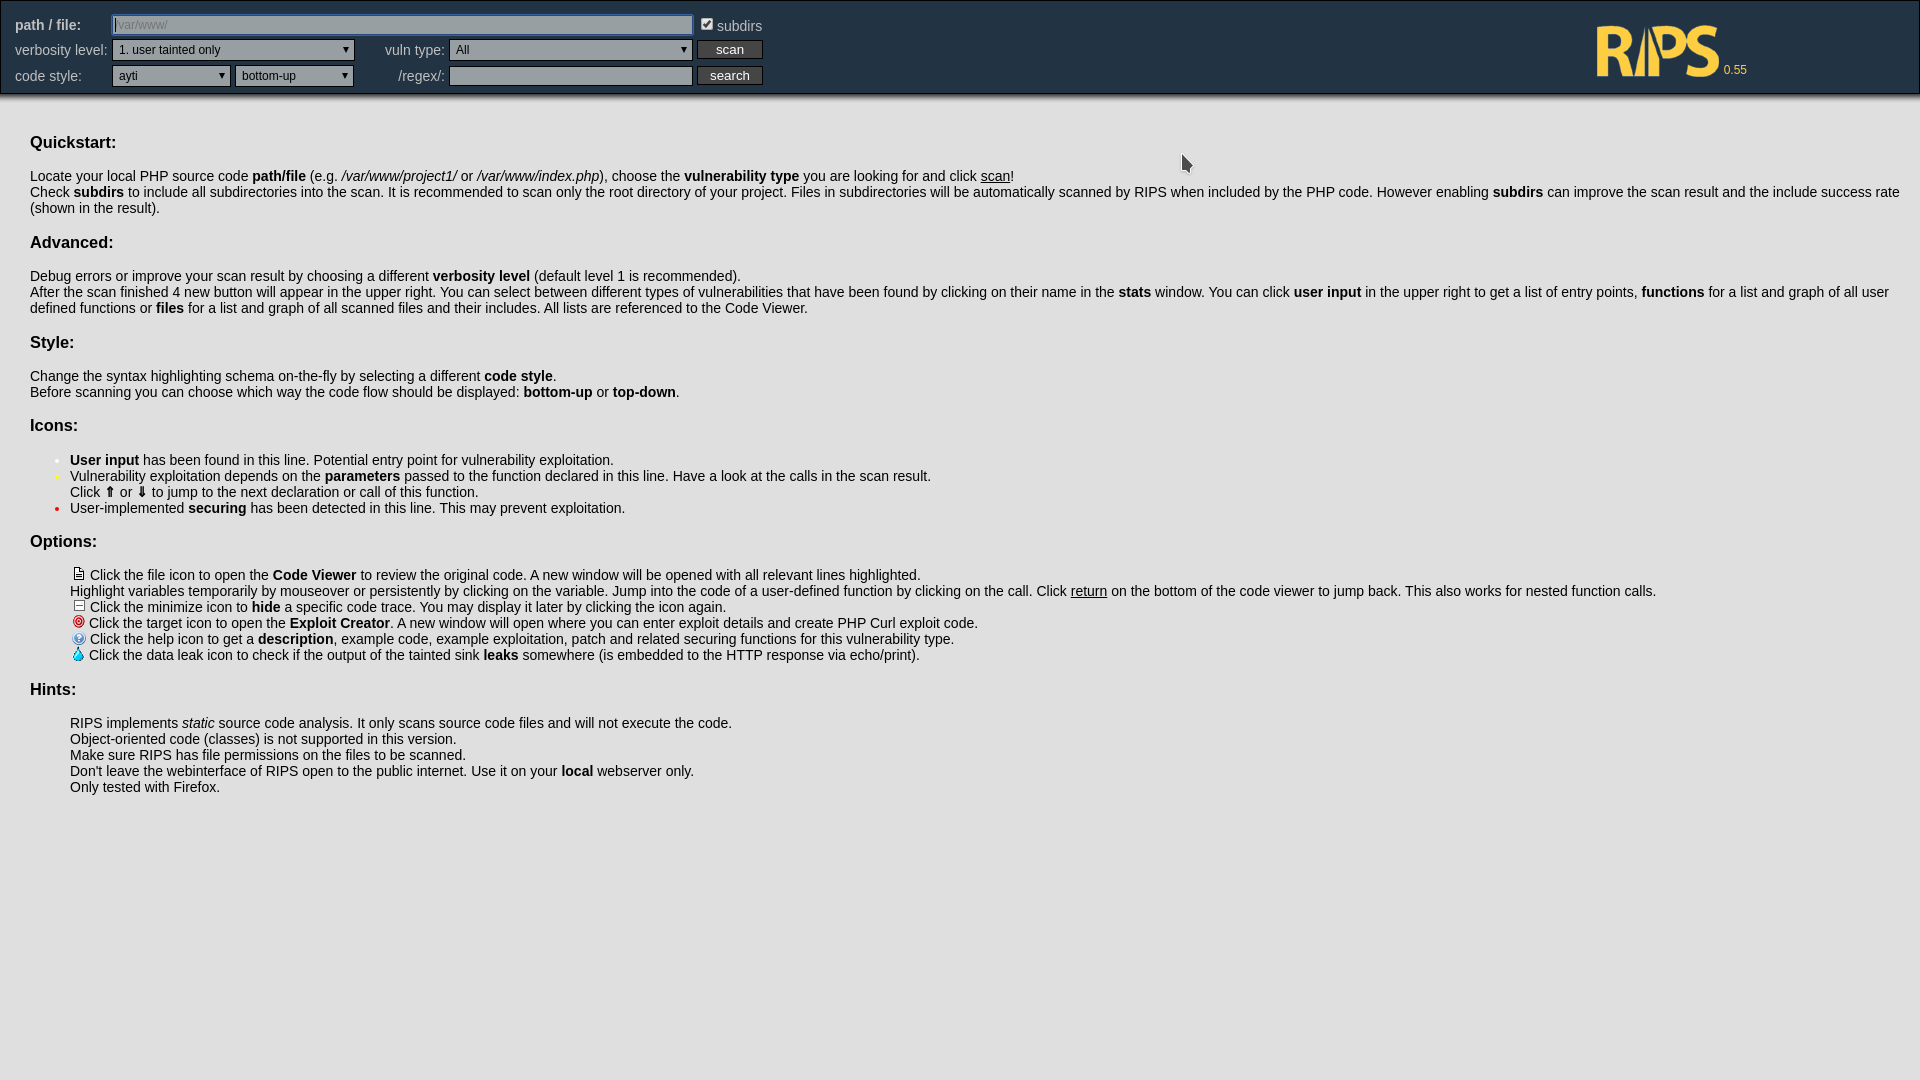 path / file: /var/www/ subdirs
verbosity level: 1. user tainted only vuln type: All scan
code style: ayti bottom-up /regex/: search
RIPS 0.55
Quickstart:
Locate your local PHP source code path/file (e.g. /var/www/project1/ or /var/www/index.php), choose the vulnerability type you are looking for and click scan!
Check subdirs to include all subdirectories into the scan. It is recommended to scan only the root directory of your project. Files in subdirectories will be automatically scanned by RIPS when included by the PHP code. However enabling subdirs can improve the scan result and the include success rate
(shown in the result).
Advanced:
Debug errors or improve your scan result by choosing a different verbosity level (default level 1 is recommended).
After the scan finished 4 new button will appear in the upper right. You can select between different types of vulnerabilities that have been found by clicking on their name in the stats window. You can click user input in the upper right to get a list of entry points, functions for a list and graph of all user
defined functions or files for a list and graph of all scanned files and their includes. All lists are referenced to the Code Viewer.
Style:
Change the syntax highlighting schema on-the-fly by selecting a different code style.
Before scanning you can choose which way the code flow should be displayed: bottom-up or top-down.
Icons:
User input has been found in this line. Potential entry point for vulnerability exploitation.
Vulnerability exploitation depends on the parameters passed to the function declared in this line. Have a look at the calls in the scan result.
Click ⇑ or ⇓ to jump to the next declaration or call of this function.
User-implemented securing has been detected in this line. This may prevent exploitation.
Options:
Click the file icon to open the Code Viewer to review the original code. A new window will be opened with all relevant lines highlighted.
Highlight variables temporarily by mouseover or persistently by clicking on the variable. Jump into the code of a user-defined function by clicking on the call. Click return on the bottom of the code viewer to jump back. This also works for nested function calls.
Click the minimize icon to hide a specific code trace. You may display it later by clicking the icon again.
Click the target icon to open the Exploit Creator. A new window will open where you can enter exploit details and create PHP Curl exploit code.
Click the help icon to get a description, example code, example exploitation, patch and related securing functions for this vulnerability type.
Click the data leak icon to check if the output of the tainted sink leaks somewhere (is embedded to the HTTP response via echo/print).
Hints:
RIPS implements static source code analysis. It only scans source code files and will not execute the code.
Object-oriented code (classes) is not supported in this version.
Make sure RIPS has file permissions on the files to be scanned.
Don't leave the webinterface of RIPS open to the public internet. Use it on your local webserver only.
Only tested with Firefox.